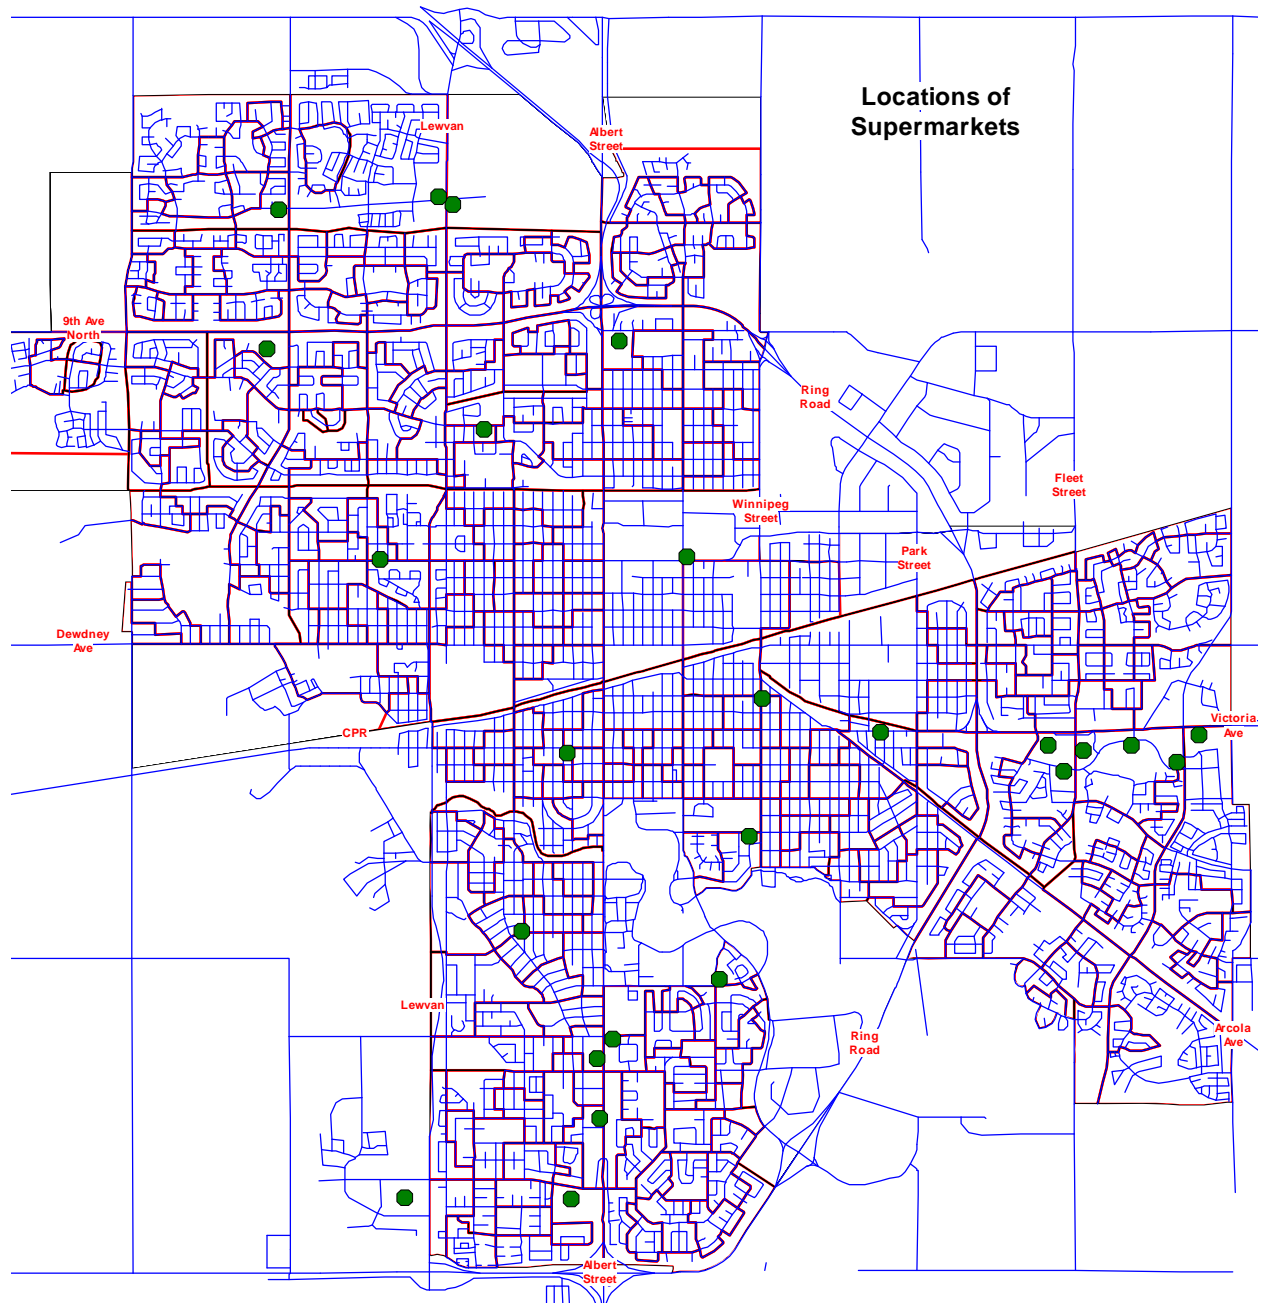 Locations of
Supermarkets
Lewvan
Albert
Street
9th Ave
North
Ring
Road
Fleet
Street
Winnipeg
Street
Park
Street
Dewdney
Ave
Victoria
Ave
CPR
Lewvan
Ring
Road
Arcola
Ave
Albert
Street